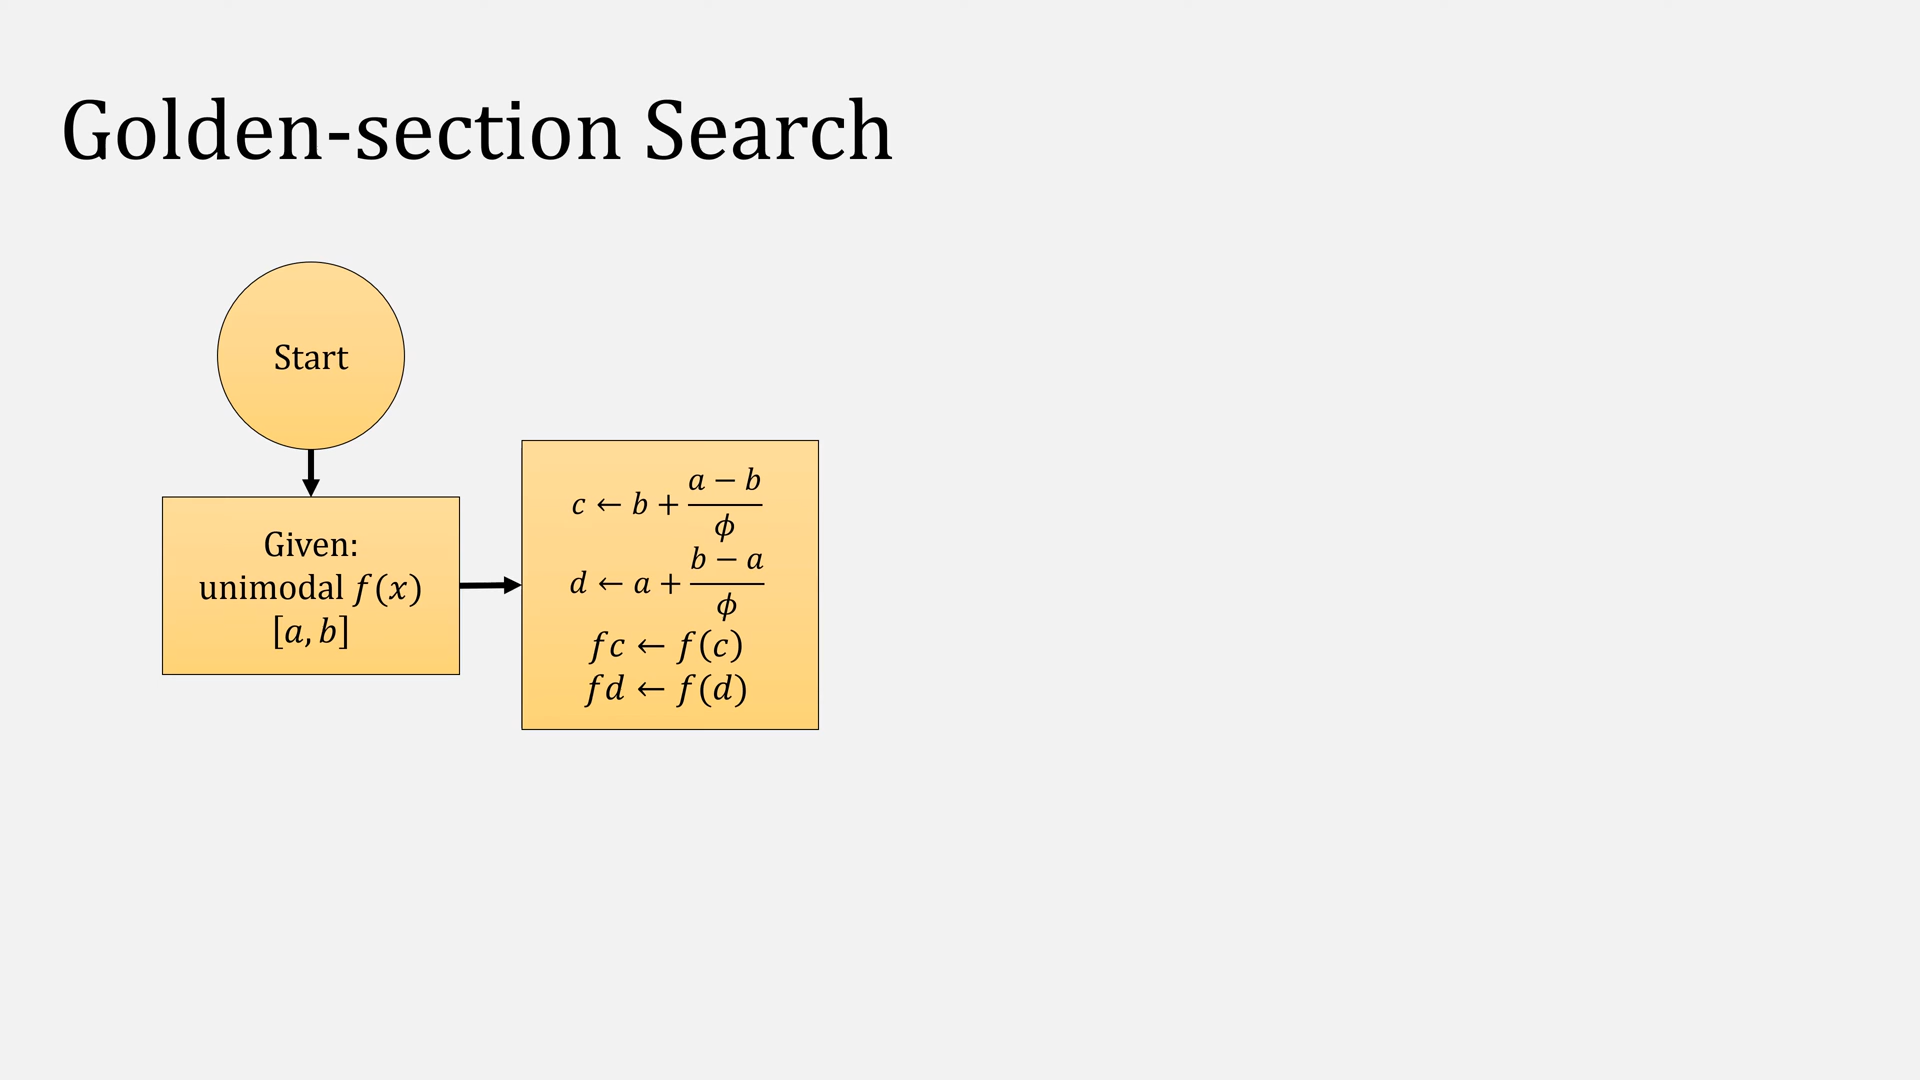 Golden-section Search
Start
Given:
unimodal f(x)
[a, b]
c ← b + (a − b)/ϕ
d ← a + (b − a)/ϕ
fc ← f(c)
fd ← f(d)